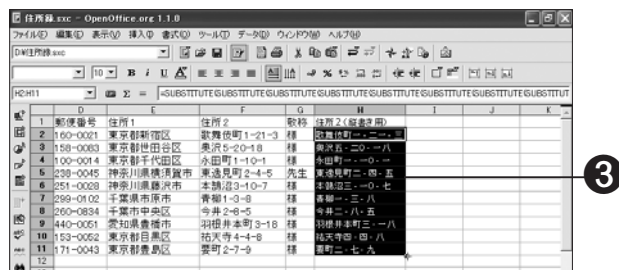 住所録.sxc - OpenOffice.org 1.1.0
ファイル(F) 編集(E) 表示(V) 挿入(I) 書式(O) ツール(T) データ(D) ウィンドウ(W) ヘルプ(H)
D:¥住所録.sxc
10 B i U A
H2:H11 Σ = =SUBSTITUTE(SUBSTITUTE(SUBSTITUTE(SUBSTITUTE(SUBSTITUTE(SUBSTITUTE(SUBSTITUT
D E F G H I J K
1 郵便番号 住所1 住所2 敬称 住所2(縦書き用)
2 160-0021 東京都新宿区 歌舞伎町1-21-3 様 歌舞伎町一・二一・三
3 158-0083 東京都世田谷区 奥沢5-20-18 様 奥沢五・二〇・一八
4 100-0014 東京都千代田区 永田町1-10-1 様 永田町一・一〇・一
5 238-0045 神奈川県横須賀市 東逸見町2-4-5 先生 東逸見町二・四・五
6 251-0028 神奈川県藤沢市 本鵠沼3-10-7 様 本鵠沼三・一〇・七
7 299-0102 千葉県市原市 青柳1-3-8 様 青柳一・三・八
8 260-0834 千葉市中央区 今井2-8-5 様 今井二・八・五
9 440-0051 愛知県豊橋市 羽根井本町3-18 様 羽根井本町三・一八
10 153-0052 東京都目黒区 祐天寺4-4-8 様 祐天寺四・四・八
11 171-0043 東京都豊島区 要町2-7-9 様 要町二・七・九
12
3